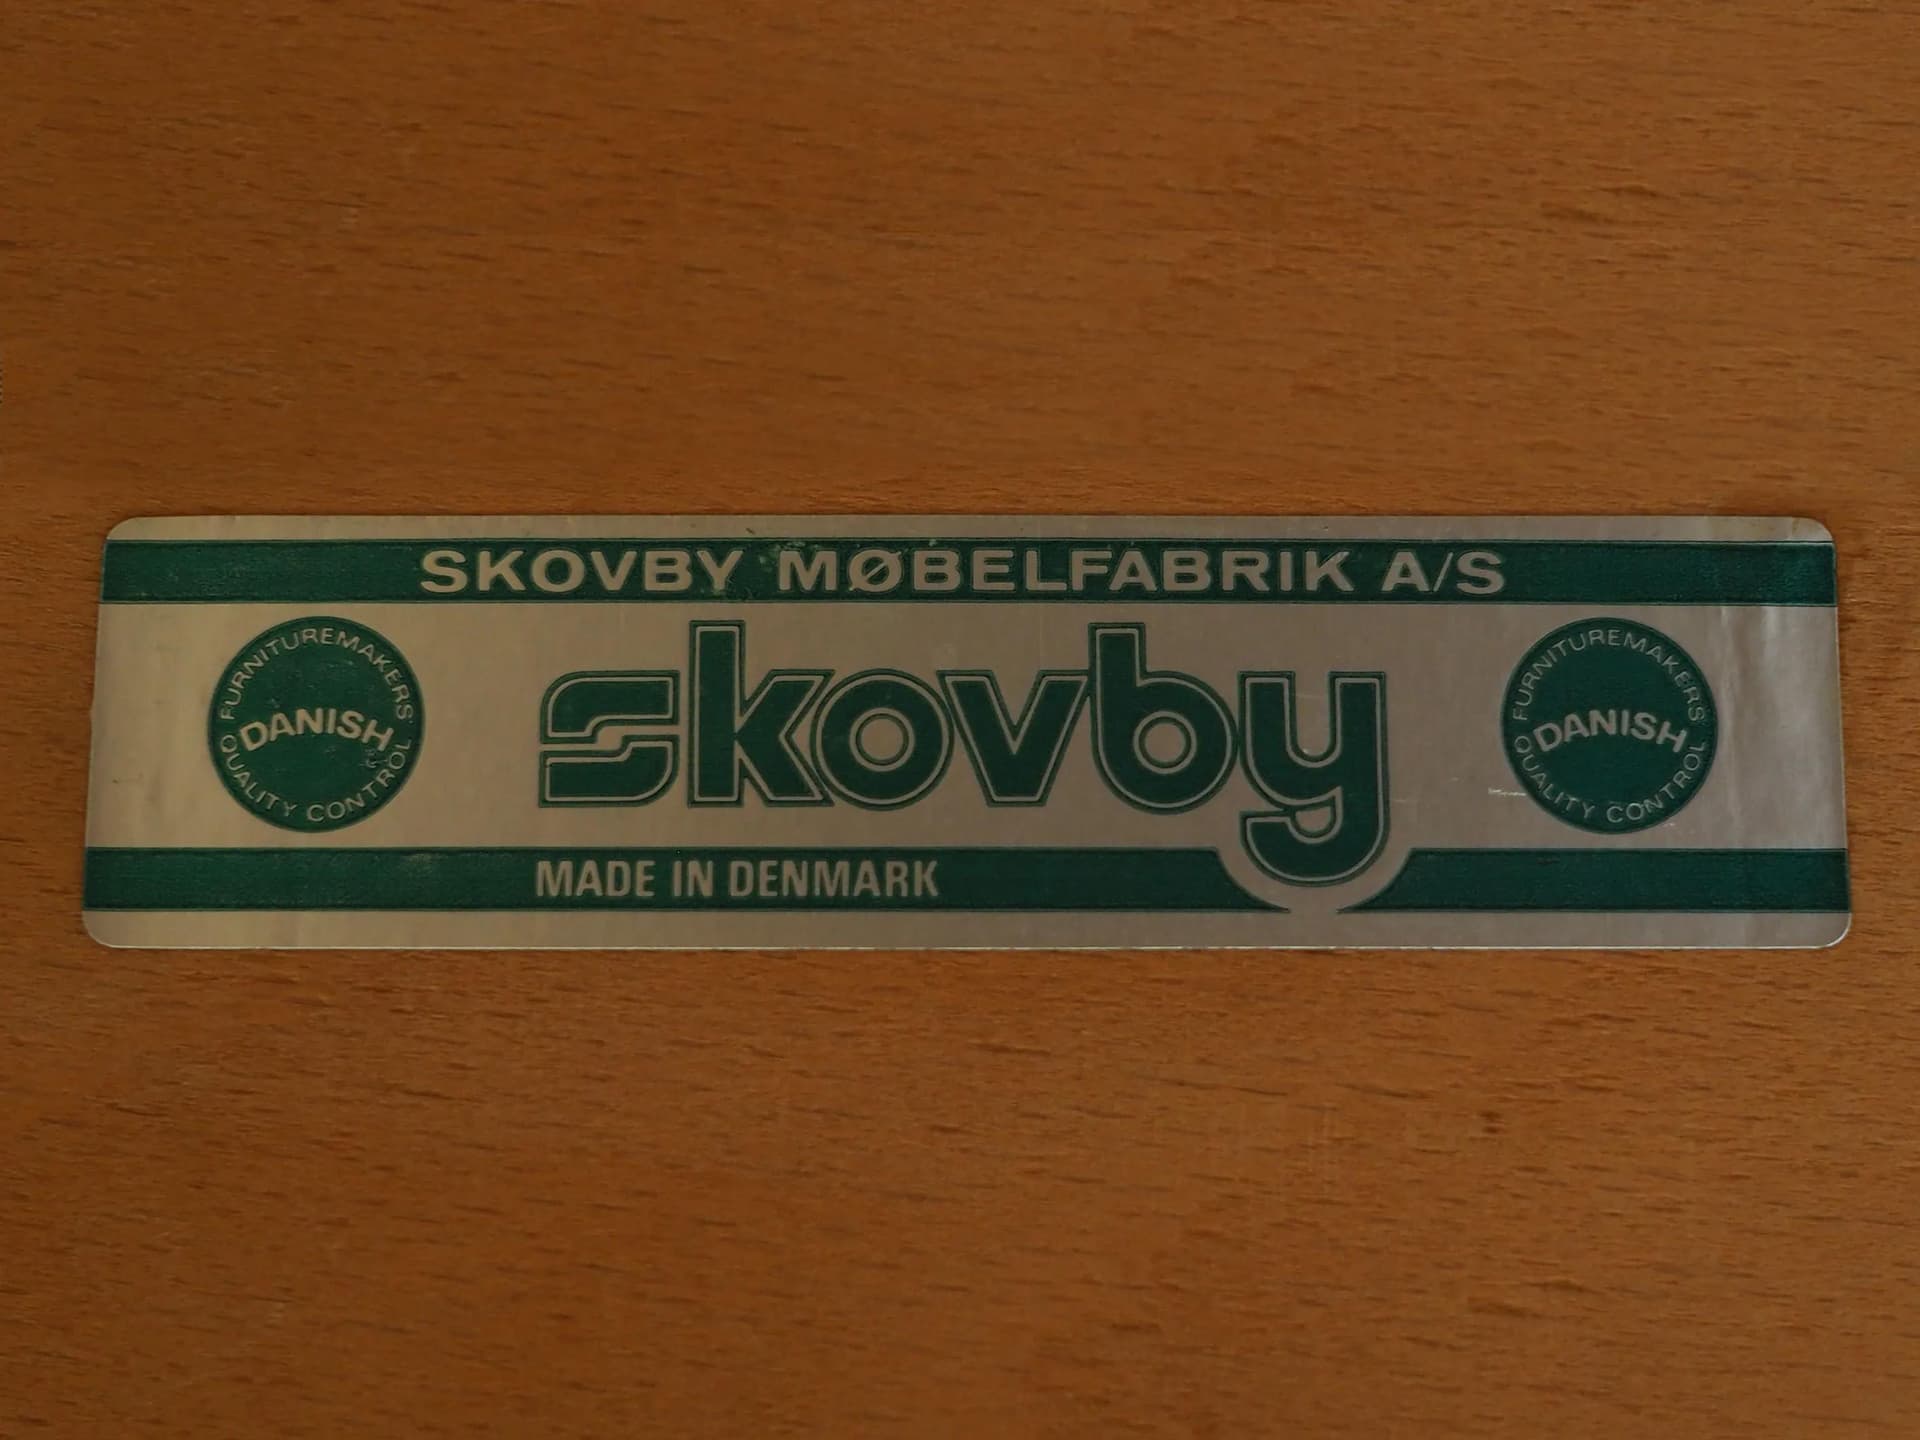 SKOVBY MØBELFABRIK A/S
FURNITUREMAKERS
DANISH
QUALITY CONTROL
skovby
FURNITUREMAKERS
DANISH
QUALITY CONTROL
MADE IN DENMARK